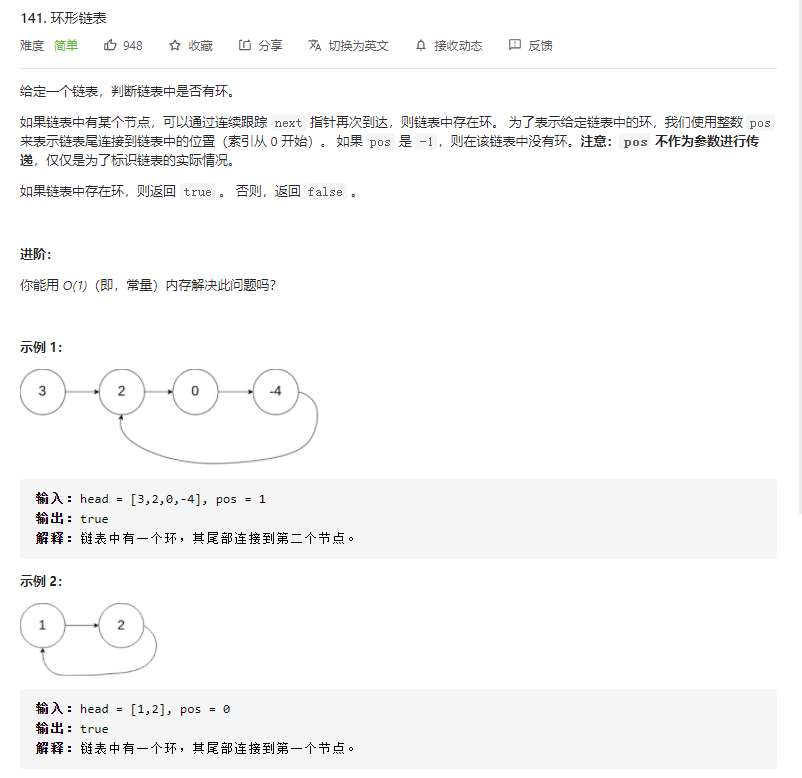 141. 环形链表
难度 简单 948 收藏 分享 切换为英文 接收动态 反馈
给定一个链表，判断链表中是否有环。
如果链表中有某个节点，可以通过连续跟踪 next 指针再次到达，则链表中存在环。 为了表示给定链表中的环，我们使用整数 pos
来表示链表尾连接到链表中的位置（索引从 0 开始）。 如果 pos 是 -1，则在该链表中没有环。注意：pos 不作为参数进行传
递，仅仅是为了标识链表的实际情况。
如果链表中存在环，则返回 true 。 否则，返回 false 。
进阶：
你能用 O(1)（即，常量）内存解决此问题吗？
示例 1：
3 2 0 -4
输入：head = [3,2,0,-4], pos = 1
输出：true
解释：链表中有一个环，其尾部连接到第二个节点。
示例 2：
1 2
输入：head = [1,2], pos = 0
输出：true
解释：链表中有一个环，其尾部连接到第一个节点。